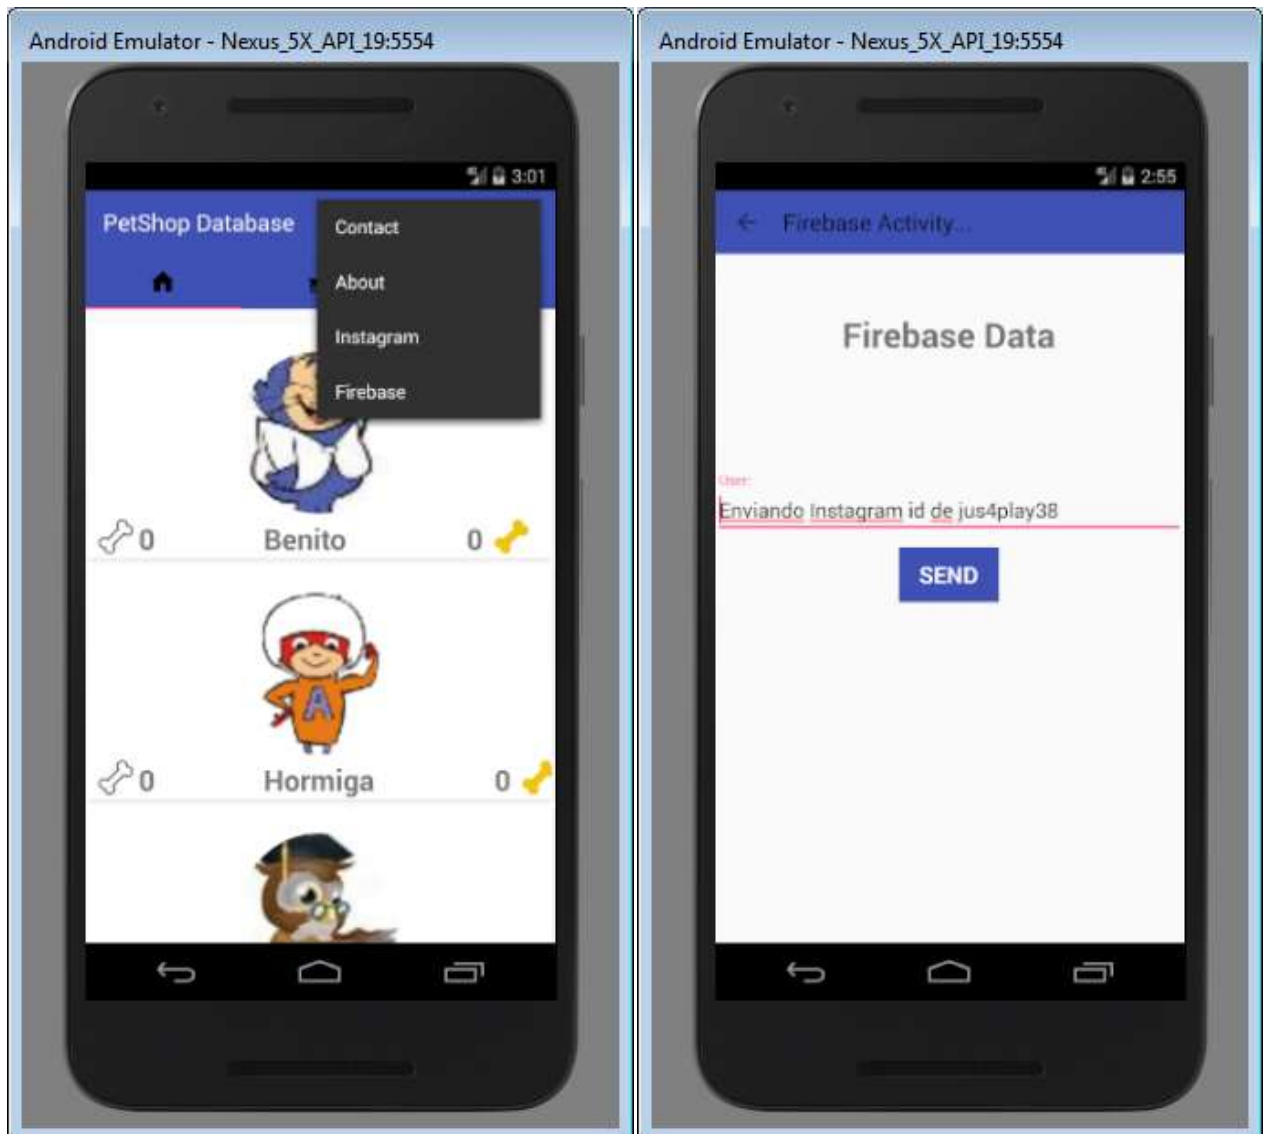 Android Emulator - Nexus_5X_API_19:5554
3:01
PetShop Database
Contact
About
Instagram
Firebase
0 Benito 0
A
0 Hormiga 0
Android Emulator - Nexus_5X_API_19:5554
2:55
Firebase Activity...
Firebase Data
User:
Enviando Instagram id de jus4play38
SEND